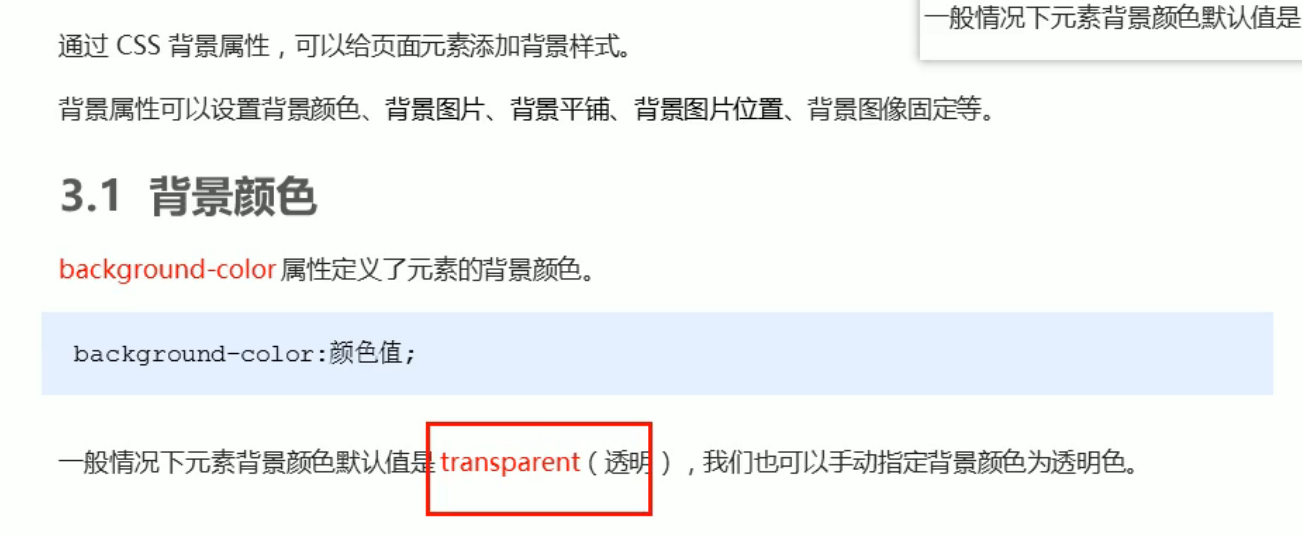 一般情况下元素背景颜色默认值是
通过 CSS 背景属性，可以给页面元素添加背景样式。
背景属性可以设置背景颜色、背景图片、背景平铺、背景图片位置、背景图像固定等。
3.1 背景颜色
background-color 属性定义了元素的背景颜色。
background-color:颜色值;
一般情况下元素背景颜色默认值是 transparent（透明），我们也可以手动指定背景颜色为透明色。